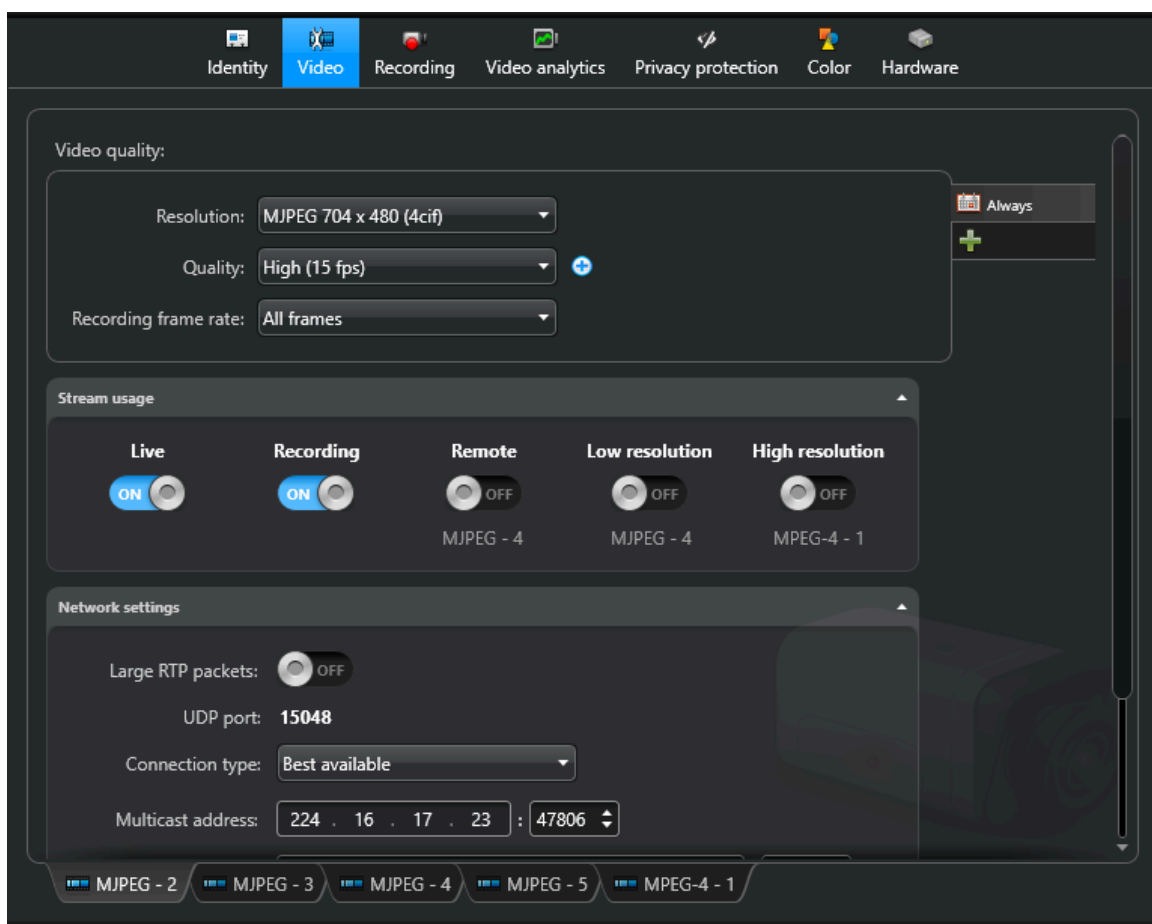 Identity Video Recording Video analytics Privacy protection Color Hardware
Video quality:
Always
Resolution: MJPEG 704 x 480 (4cif)
Quality: High (15 fps)
Recording frame rate: All frames
Stream usage
Live Recording Remote Low resolution High resolution
ON ON OFF OFF OFF
MJPEG - 4 MJPEG - 4 MPEG-4 - 1
Network settings
Large RTP packets: OFF
UDP port: 15048
Connection type: Best available
Multicast address: 224 . 16 . 17 . 23 : 47806
MJPEG - 2 MJPEG - 3 MJPEG - 4 MJPEG - 5 MPEG-4 - 1